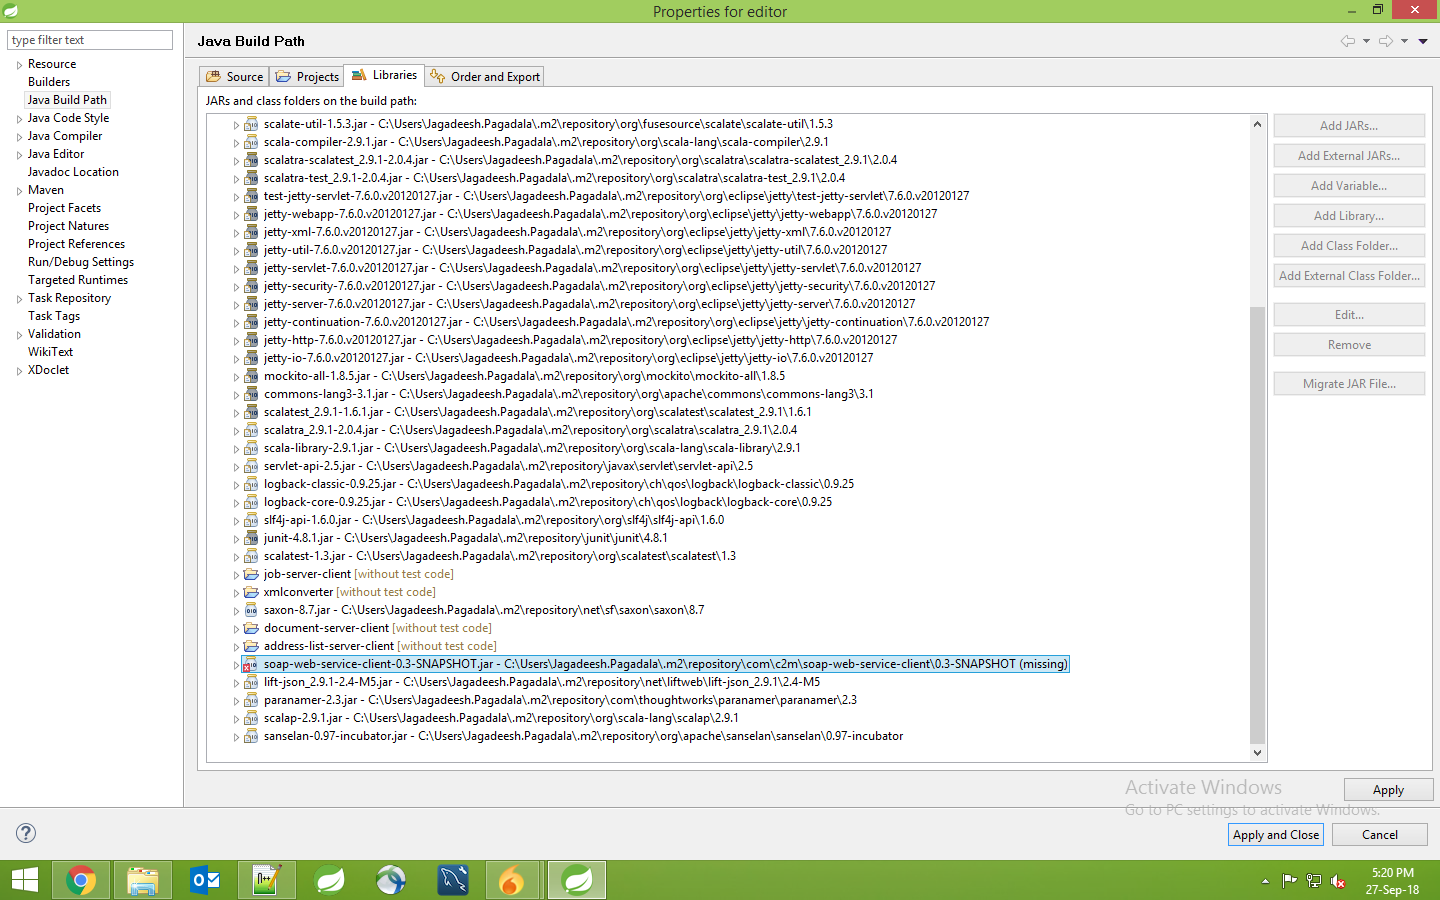 Properties for editor
type filter text
Resource
Builders
Java Build Path
Java Code Style
Java Compiler
Java Editor
Javadoc Location
Maven
Project Facets
Project Natures
Project References
Run/Debug Settings
Targeted Runtimes
Task Repository
Task Tags
Validation
WikiText
XDoclet
Java Build Path
Source
Projects
Libraries
Order and Export
JARs and class folders on the build path:
scalate-util-1.5.3.jar - C:\Users\Jagadeesh.Pagadala\.m2\repository\org\fusesource\scalate\scalate-util\1.5.3
scala-compiler-2.9.1.jar - C:\Users\Jagadeesh.Pagadala\.m2\repository\org\scala-lang\scala-compiler\2.9.1
scalatra-scalatest_2.9.1-2.0.4.jar - C:\Users\Jagadeesh.Pagadala\.m2\repository\org\scalatra\scalatra-scalatest_2.9.1\2.0.4
scalatra-test_2.9.1-2.0.4.jar - C:\Users\Jagadeesh.Pagadala\.m2\repository\org\scalatra\scalatra-test_2.9.1\2.0.4
test-jetty-servlet-7.6.0.v20120127.jar - C:\Users\Jagadeesh.Pagadala\.m2\repository\org\eclipse\jetty\test-jetty-servlet\7.6.0.v20120127
jetty-webapp-7.6.0.v20120127.jar - C:\Users\Jagadeesh.Pagadala\.m2\repository\org\eclipse\jetty\jetty-webapp\7.6.0.v20120127
jetty-xml-7.6.0.v20120127.jar - C:\Users\Jagadeesh.Pagadala\.m2\repository\org\eclipse\jetty\jetty-xml\7.6.0.v20120127
jetty-util-7.6.0.v20120127.jar - C:\Users\Jagadeesh.Pagadala\.m2\repository\org\eclipse\jetty\jetty-util\7.6.0.v20120127
jetty-servlet-7.6.0.v20120127.jar - C:\Users\Jagadeesh.Pagadala\.m2\repository\org\eclipse\jetty\jetty-servlet\7.6.0.v20120127
jetty-security-7.6.0.v20120127.jar - C:\Users\Jagadeesh.Pagadala\.m2\repository\org\eclipse\jetty\jetty-security\7.6.0.v20120127
jetty-server-7.6.0.v20120127.jar - C:\Users\Jagadeesh.Pagadala\.m2\repository\org\eclipse\jetty\jetty-server\7.6.0.v20120127
jetty-continuation-7.6.0.v20120127.jar - C:\Users\Jagadeesh.Pagadala\.m2\repository\org\eclipse\jetty\jetty-continuation\7.6.0.v20120127
jetty-http-7.6.0.v20120127.jar - C:\Users\Jagadeesh.Pagadala\.m2\repository\org\eclipse\jetty\jetty-http\7.6.0.v20120127
jetty-io-7.6.0.v20120127.jar - C:\Users\Jagadeesh.Pagadala\.m2\repository\org\eclipse\jetty\jetty-io\7.6.0.v20120127
mockito-all-1.8.5.jar - C:\Users\Jagadeesh.Pagadala\.m2\repository\org\mockito\mockito-all\1.8.5
commons-lang3-3.1.jar - C:\Users\Jagadeesh.Pagadala\.m2\repository\org\apache\commons\commons-lang3\3.1
scalatest_2.9.1-1.6.1.jar - C:\Users\Jagadeesh.Pagadala\.m2\repository\org\scalatest\scalatest_2.9.1\1.6.1
scalatra_2.9.1-2.0.4.jar - C:\Users\Jagadeesh.Pagadala\.m2\repository\org\scalatra\scalatra_2.9.1\2.0.4
scala-library-2.9.1.jar - C:\Users\Jagadeesh.Pagadala\.m2\repository\org\scala-lang\scala-library\2.9.1
servlet-api-2.5.jar - C:\Users\Jagadeesh.Pagadala\.m2\repository\javax\servlet\servlet-api\2.5
logback-classic-0.9.25.jar - C:\Users\Jagadeesh.Pagadala\.m2\repository\ch\qos\logback\logback-classic\0.9.25
logback-core-0.9.25.jar - C:\Users\Jagadeesh.Pagadala\.m2\repository\ch\qos\logback\logback-core\0.9.25
slf4j-api-1.6.0.jar - C:\Users\Jagadeesh.Pagadala\.m2\repository\org\slf4j\slf4j-api\1.6.0
junit-4.8.1.jar - C:\Users\Jagadeesh.Pagadala\.m2\repository\junit\junit\4.8.1
scalatest-1.3.jar - C:\Users\Jagadeesh.Pagadala\.m2\repository\org\scalatest\scalatest\1.3
job-server-client [without test code]
xmlconverter [without test code]
saxon-8.7.jar - C:\Users\Jagadeesh.Pagadala\.m2\repository\net\sf\saxon\saxon\8.7
document-server-client [without test code]
address-list-server-client [without test code]
soap-web-service-client-0.3-SNAPSHOT.jar - C:\Users\Jagadeesh.Pagadala\.m2\repository\com\c2m\soap-web-service-client\0.3-SNAPSHOT (missing)
lift-json_2.9.1-2.4-M5.jar - C:\Users\Jagadeesh.Pagadala\.m2\repository\net\liftweb\lift-json_2.9.1\2.4-M5
paranamer-2.3.jar - C:\Users\Jagadeesh.Pagadala\.m2\repository\com\thoughtworks\paranamer\paranamer\2.3
scalap-2.9.1.jar - C:\Users\Jagadeesh.Pagadala\.m2\repository\org\scala-lang\scalap\2.9.1
sanselan-0.97-incubator.jar - C:\Users\Jagadeesh.Pagadala\.m2\repository\org\apache\sanselan\sanselan\0.97-incubator
Add JARs...
Add External JARs...
Add Variable...
Add Library...
Add Class Folder...
Add External Class Folder...
Edit...
Remove
Migrate JAR File...
Activate Windows
Go to PC settings to activate Windows.
Apply
Apply and Close
Cancel
5:20 PM
27-Sep-18